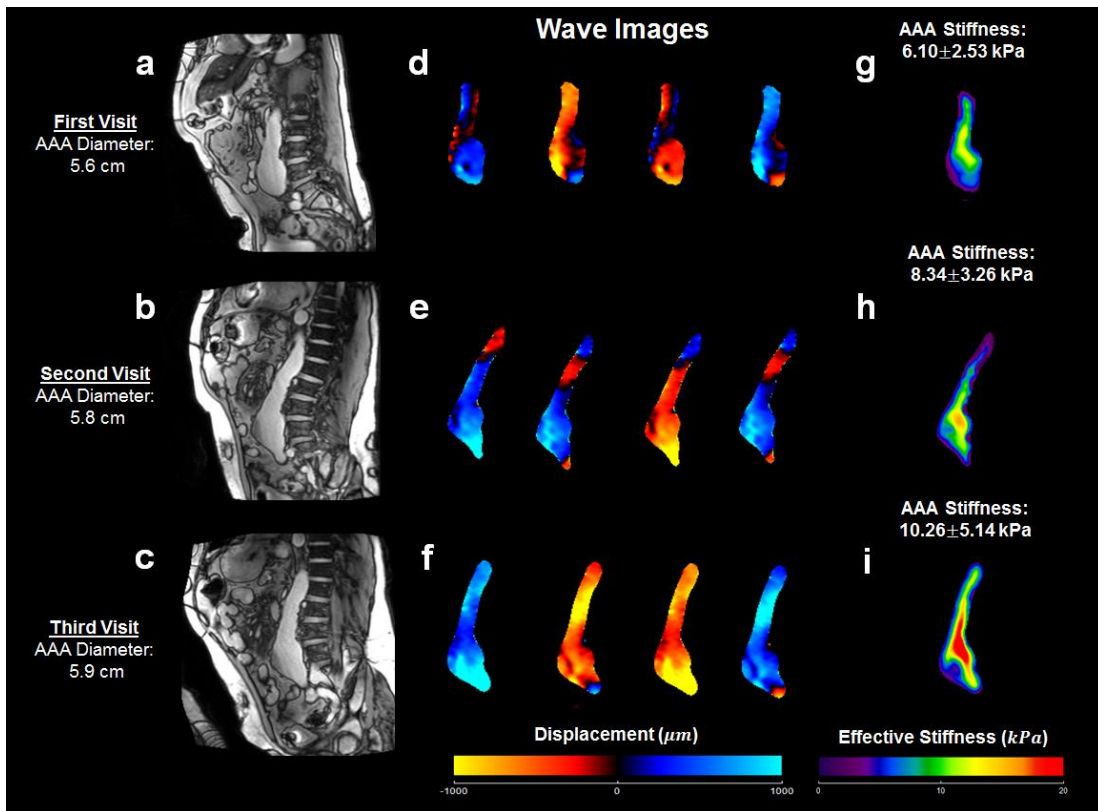 Wave Images
AAA Stiffness:
6.10±2.53 kPa
a
d
g
First Visit
AAA Diameter:
5.6 cm
AAA Stiffness:
8.34±3.26 kPa
b
e
h
Second Visit
AAA Diameter:
5.8 cm
AAA Stiffness:
10.26±5.14 kPa
c
f
i
Third Visit
AAA Diameter:
5.9 cm
Displacement (μm)
-1000 0 1000
Effective Stiffness (kPa)
0 10 20